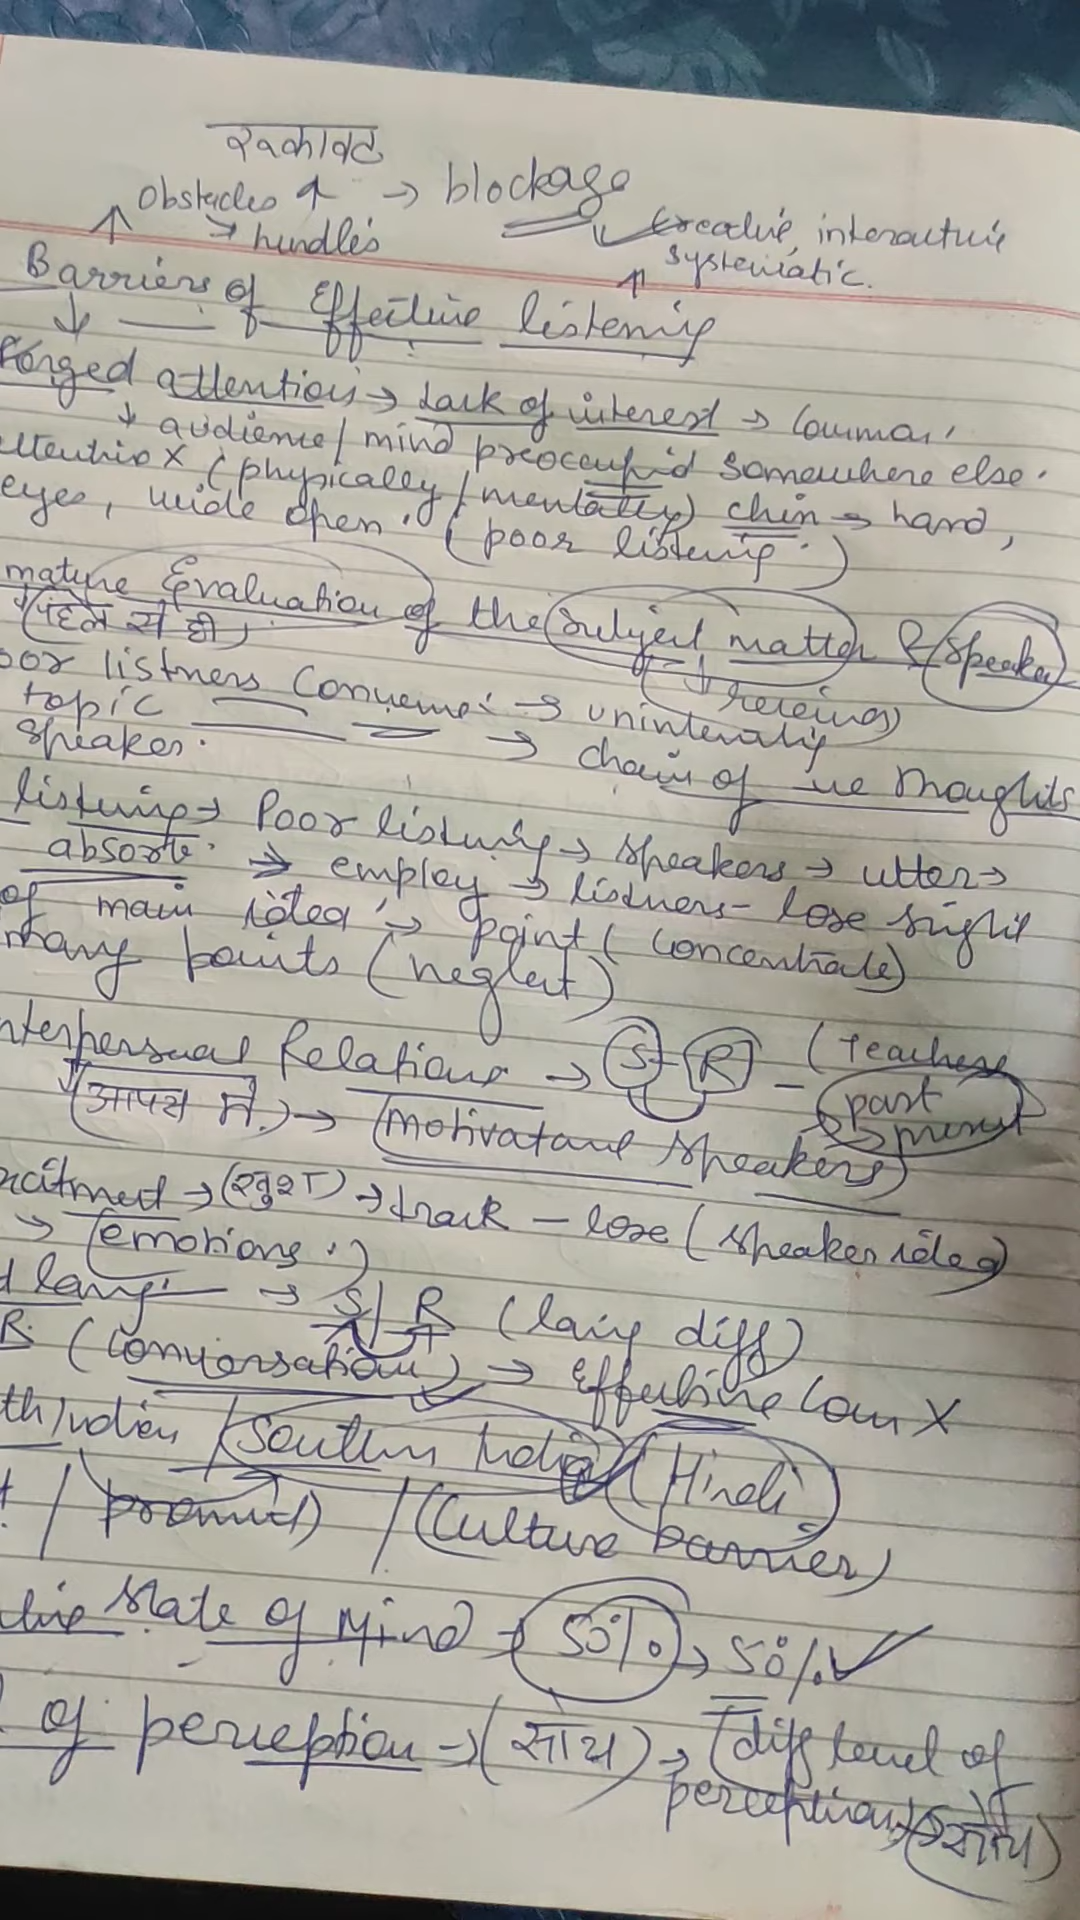 रुकावट
Obstacles → blockage
→ hurdles
creative, interactive
systematic.
Barriers of Effective listening
Forged attention → Lack of interest → Common
audience / mind preoccupied somewhere else.
X (physically / mentally) chin → hard,
eyes, wide open. (poor listening.)
mature Evaluation of the subject matter & speaker
(पहले से ही)
oor listners → uninteresting
topic
(receiving)
speaker. → chain of -ve thoughts
listening → Poor listening → speakers → utter →
absorb. → employ → listners - lose sight
of main idea → point (concentrate)
many points (neglect)
nterpersonal Relations → S - R - (teachers
past
(आपस में.) → (motivational speakers)
→ (खुश) → track - lose (speaker idea)
→ (emotions.)
d lang. → S | R (lang diff)
R. (conversation) → Effective Com X
th Indian / Southern India (Hindi)
/ / (Culture barrier)
State of Mind → 50% → 50% ✓
of perception → (सोच) → (diff level of
perception) → (सोच)